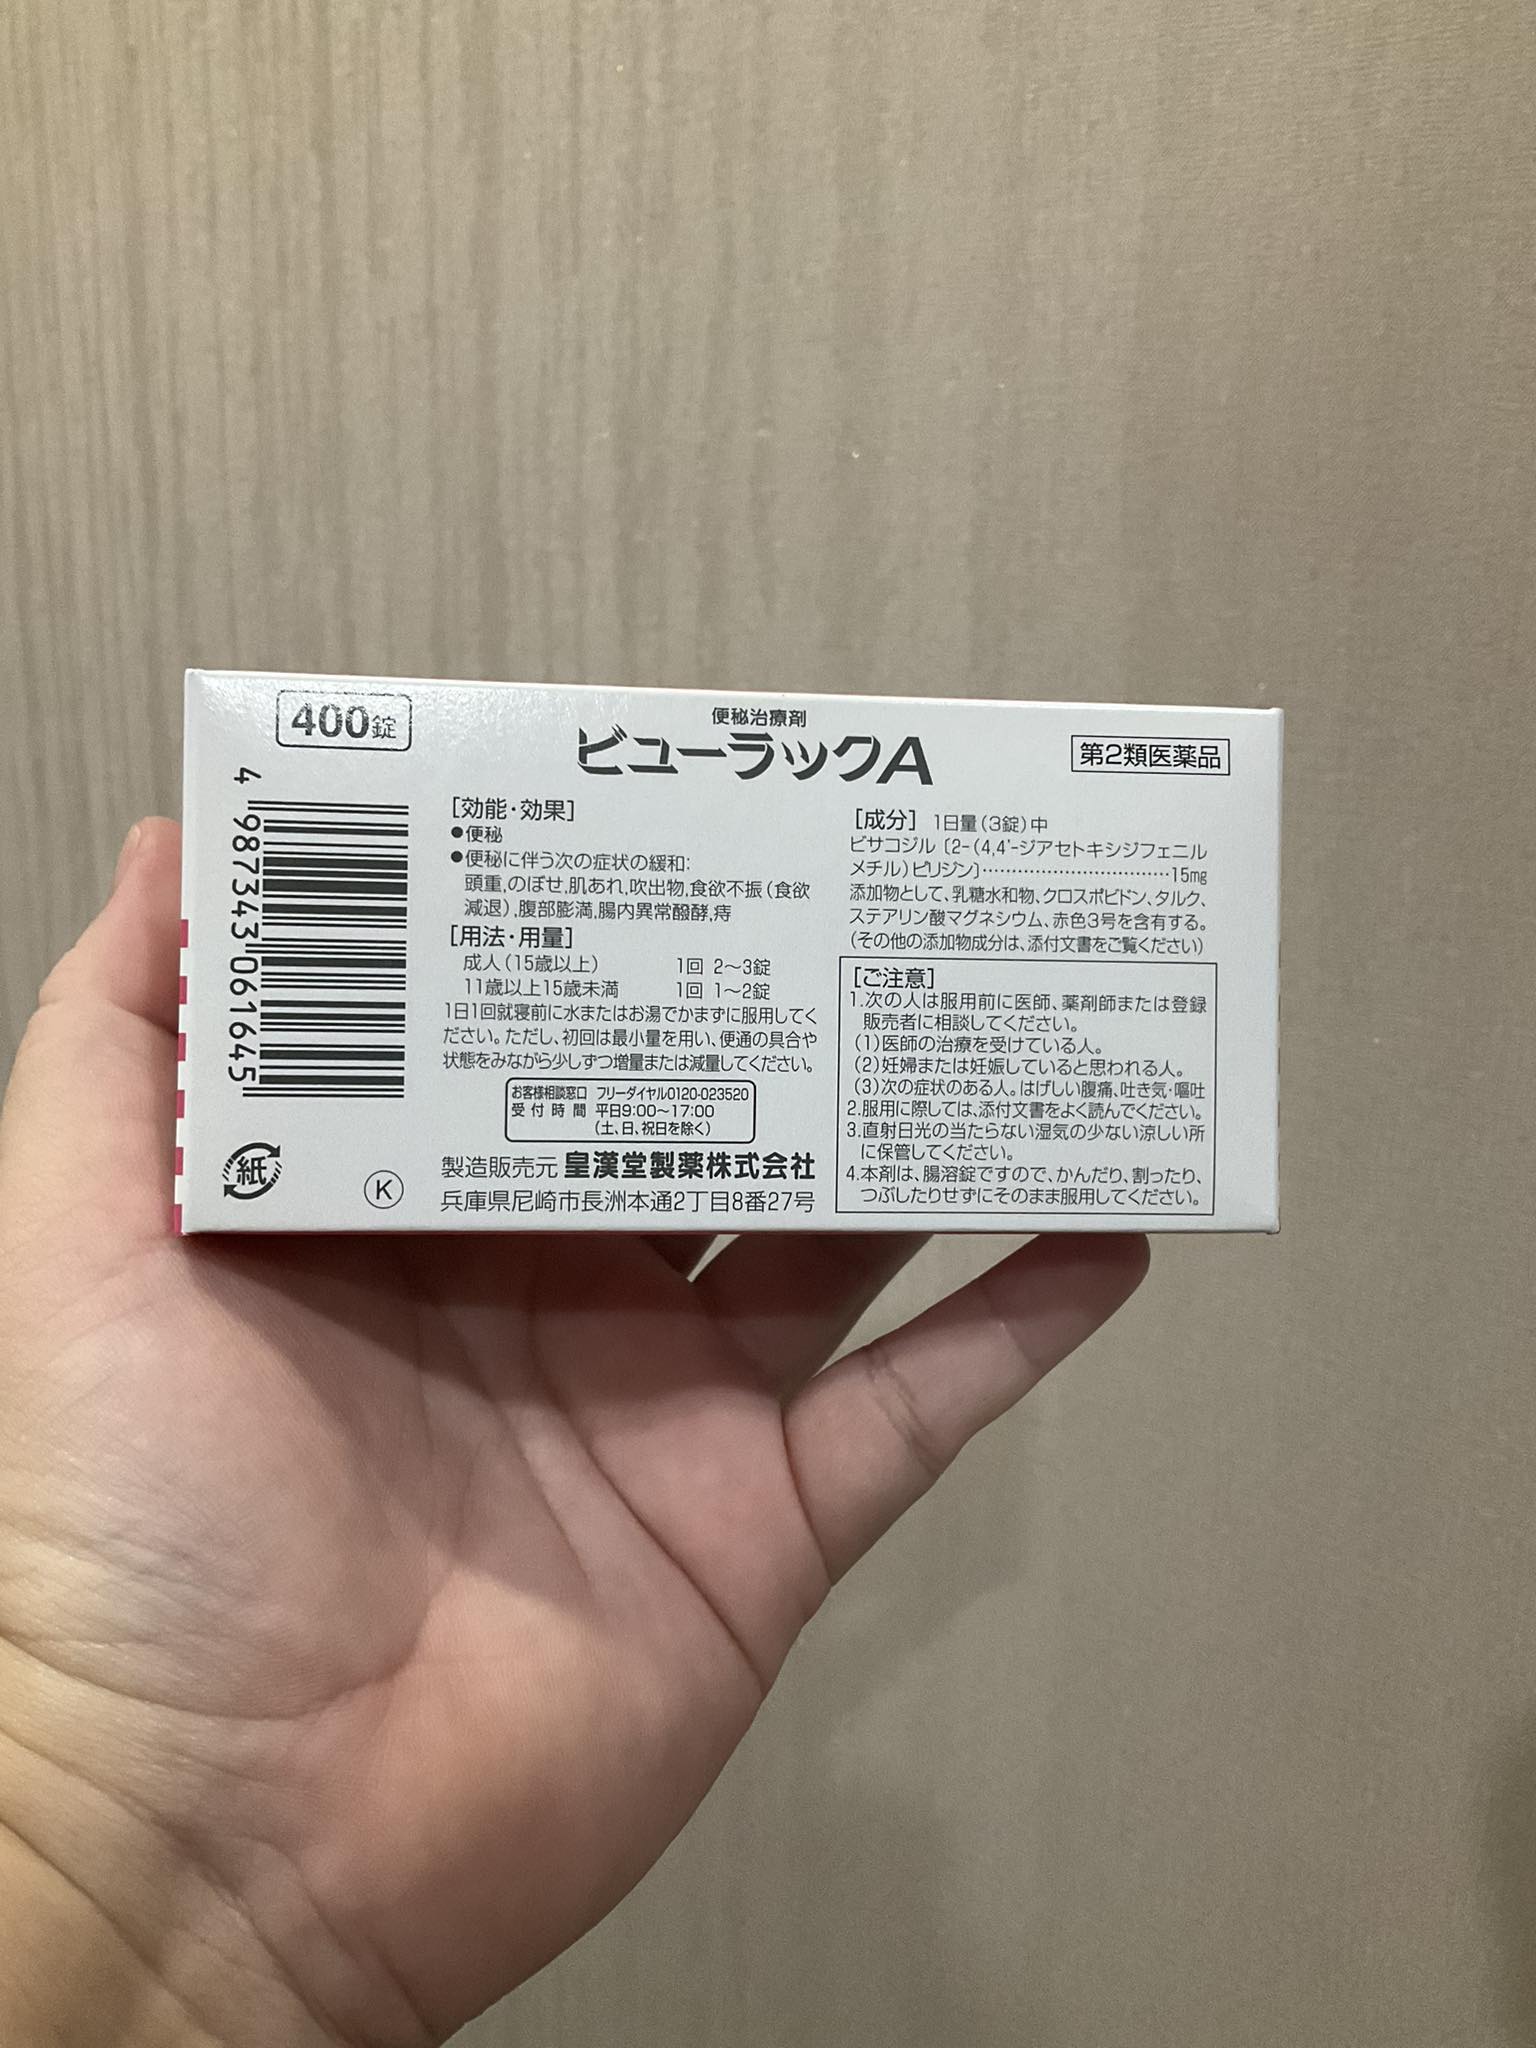 400錠
便秘治療剤
ビューラックA
第2類医薬品
4 987343 061645
[効能・効果]
●便秘
●便秘に伴う次の症状の緩和:
頭重,のぼせ,肌あれ,吹出物,食欲不振(食欲
減退),腹部膨満,腸内異常醗酵,痔
[用法・用量]
成人(15歳以上) 1回 2〜3錠
11歳以上15歳未満 1回 1〜2錠
1日1回就寝前に水またはお湯でかまずに服用してく
ださい。ただし、初回は最小量を用い、便通の具合や
状態をみながら少しずつ増量または減量してください。
お客様相談窓口 フリーダイヤル0120-023520
受付時間 平日9:00〜17:00
(土、日、祝日を除く)
製造販売元 皇漢堂製薬株式会社
兵庫県尼崎市長洲本通2丁目8番27号
紙
K
[成分] 1日量(3錠)中
ビサコジル〔2-(4,4'-ジアセトキシジフェニル
メチル)ピリジン〕……………………………15mg
添加物として、乳糖水和物、クロスポビドン、タルク、
ステアリン酸マグネシウム、赤色3号を含有する。
(その他の添加物成分は、添付文書をご覧ください)
[ご注意]
1.次の人は服用前に医師、薬剤師または登録
販売者に相談してください。
(1)医師の治療を受けている人。
(2)妊婦または妊娠していると思われる人。
(3)次の症状のある人。はげしい腹痛、吐き気・嘔吐
2.服用に際しては、添付文書をよく読んでください。
3.直射日光の当たらない湿気の少ない涼しい所
に保管してください。
4.本剤は、腸溶錠ですので、かんだり、割ったり、
つぶしたりせずにそのまま服用してください。